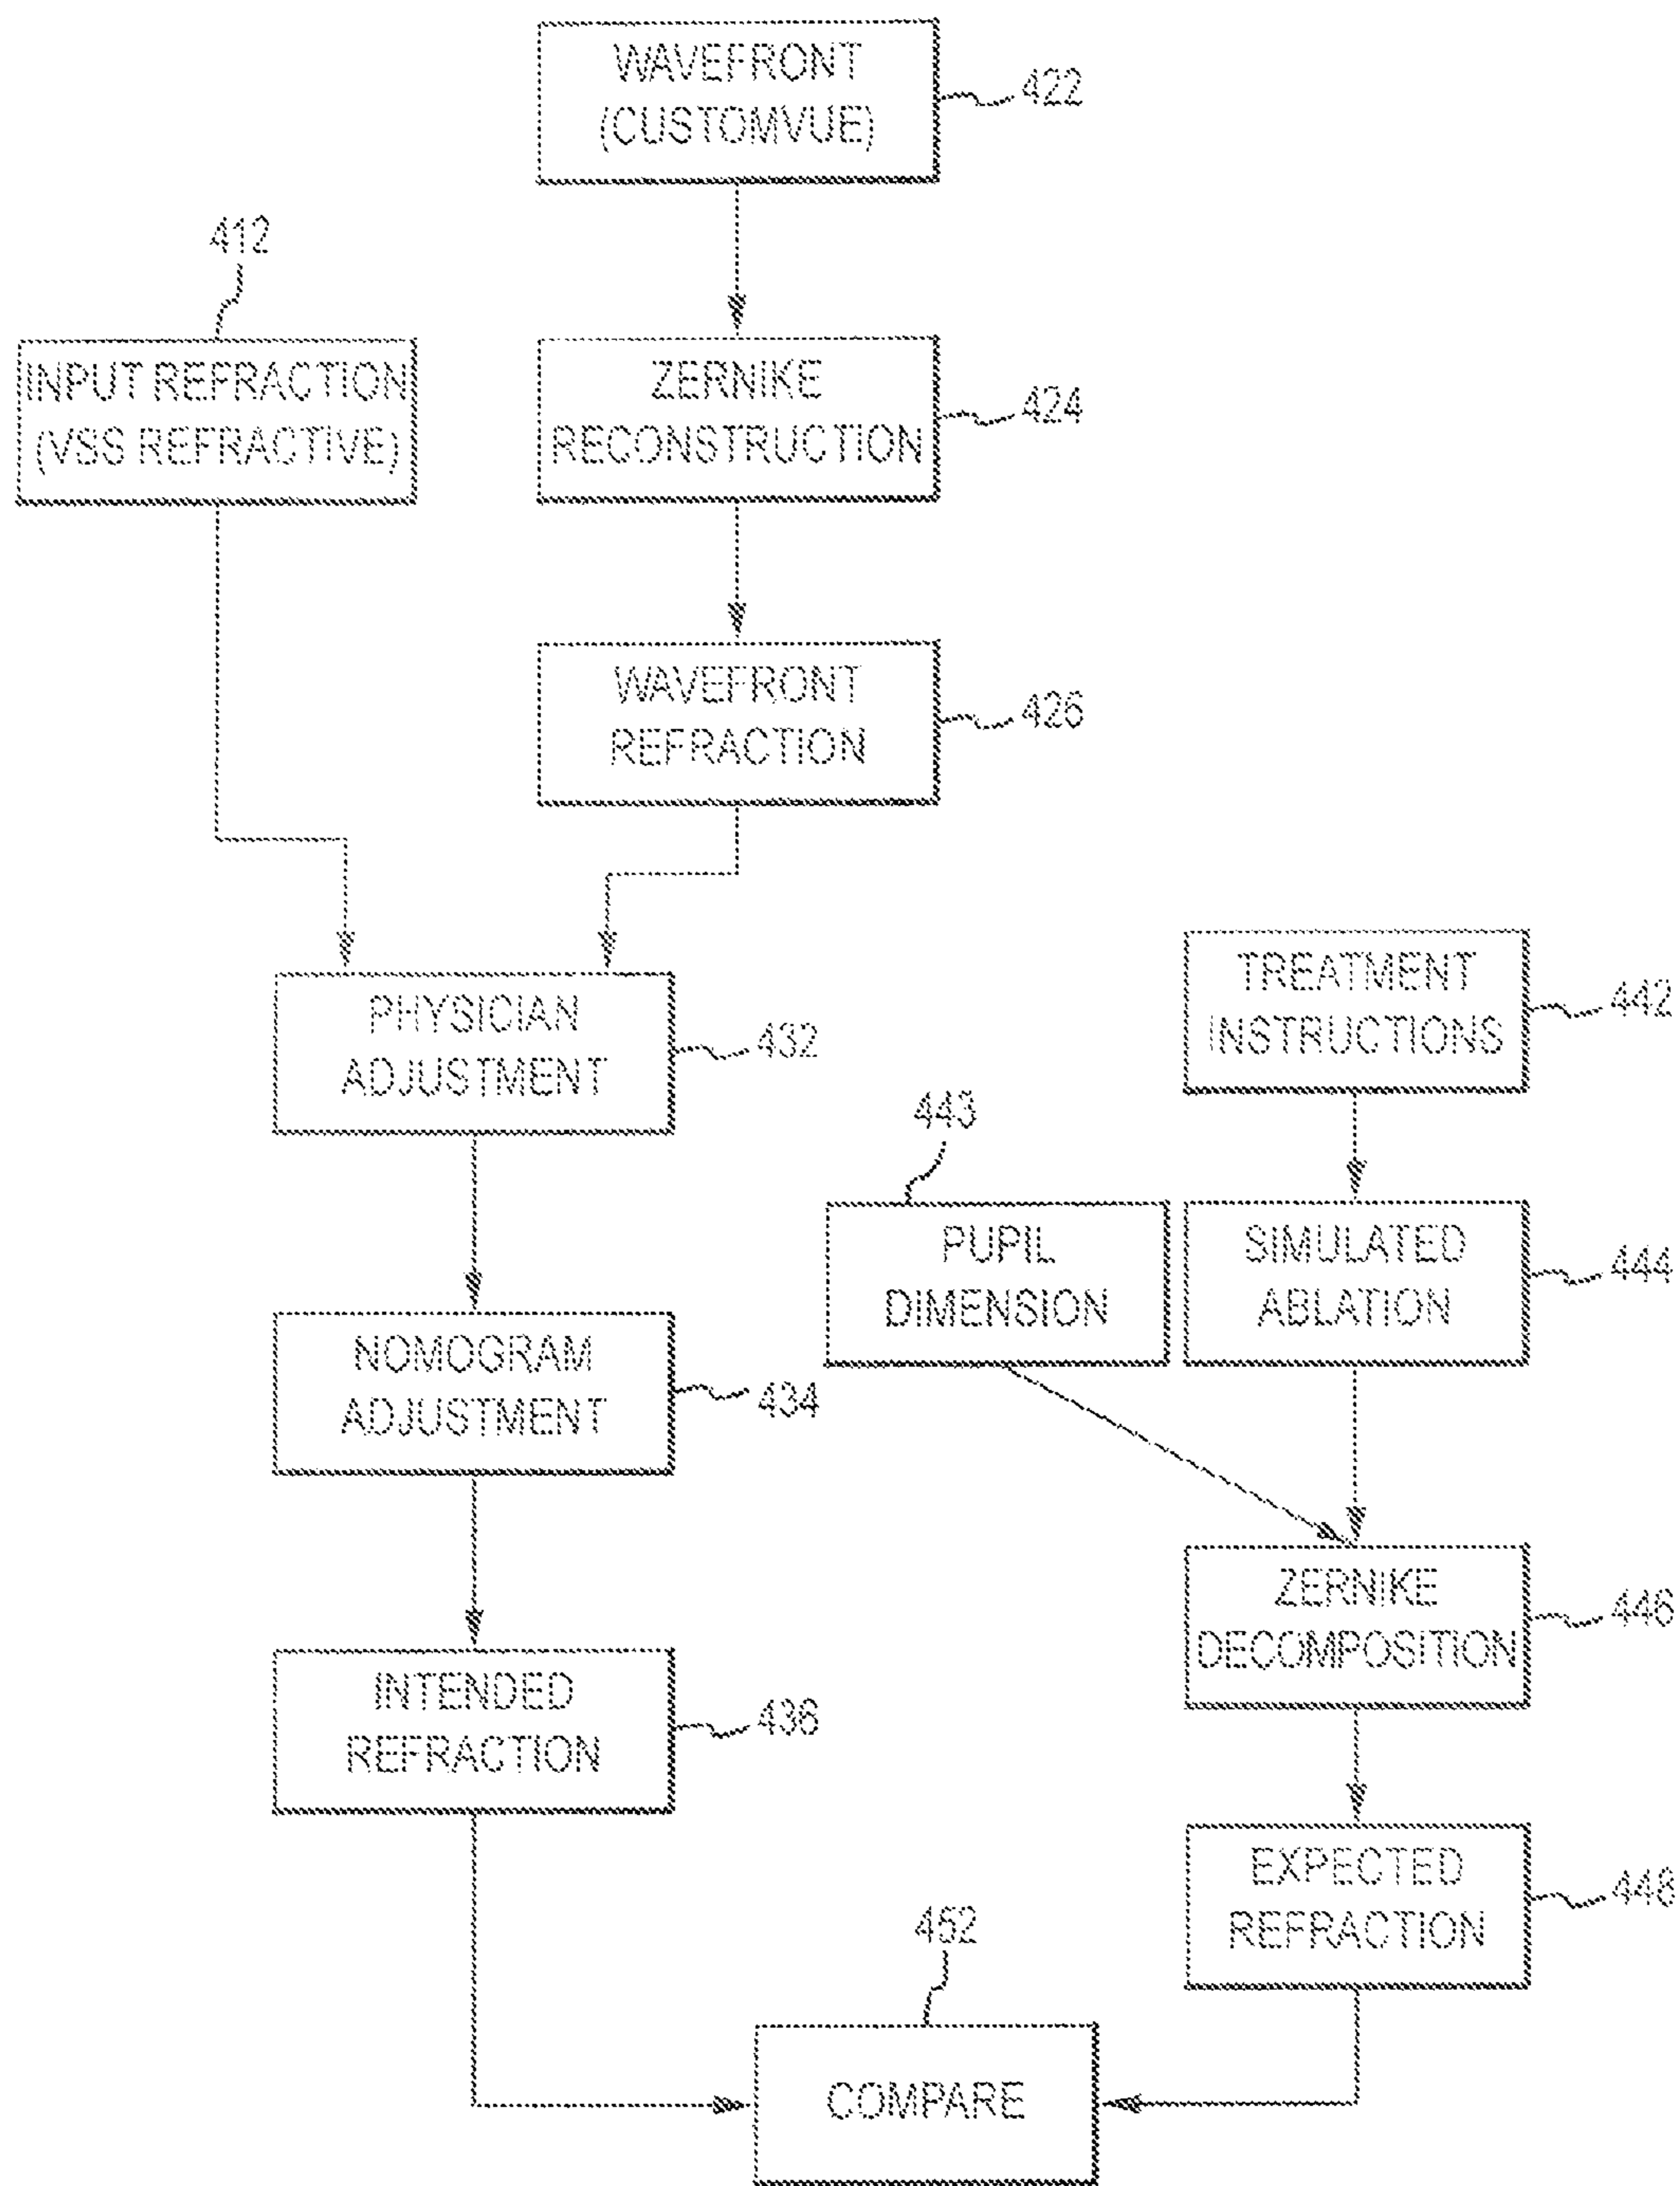 WAVEFRONT
(CUSTOMVUE)
422
412
INPUT REFRACTION
(VSS REFRACTIVE)
ZERNIKE
RECONSTRUCTION
424
WAVEFRONT
REFRACTION
426
PHYSICIAN
ADJUSTMENT
432
TREATMENT
INSTRUCTIONS
442
443
PUPIL
DIMENSION
SIMULATED
ABLATION
444
NOMOGRAM
ADJUSTMENT
434
ZERNIKE
DECOMPOSITION
446
INTENDED
REFRACTION
436
EXPECTED
REFRACTION
448
452
COMPARE